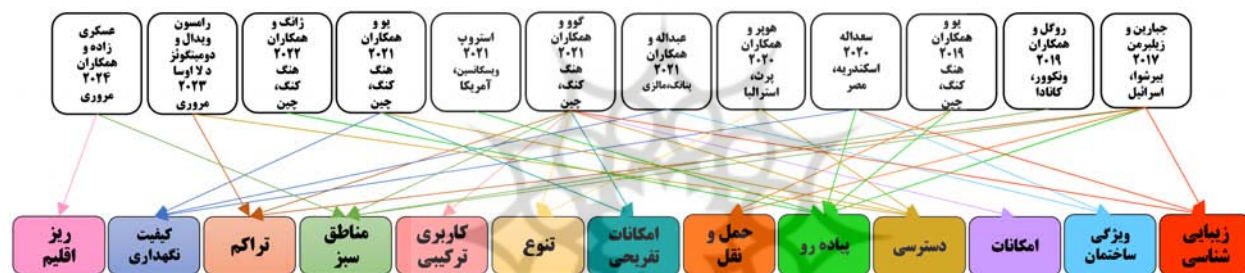 جبارین و
زیلبرمن
۲۰۱۷
بیرشوا،
اسرائیل
روگل و
همکاران
۲۰۱۹
ونکوور،
کانادا
یو و
همکاران
۲۰۱۹
هنگ
کنگ،
چین
سعداله
۲۰۲۰
اسکندریه،
مصر
هوپر و
همکاران
۲۰۲۰
پرت،
استرالیا
عبداله و
همکاران
۲۰۲۱
پنانگ،مالزی
گوو و
همکاران
۲۰۲۱
هنگ
کنگ،
چین
استروپ
۲۰۲۱
ویسکانسین،
آمریکا
یو و
همکاران
۲۰۲۱
هنگ
کنگ،
چین
ژانگ و
همکاران
۲۰۲۲
هنگ
کنگ،
چین
رامسون
ویدال و
دومینگونز
د لا اوسا
۲۰۲۳
مروری
عسکری
زاده و
همکاران
۲۰۲۴
مروری
زیبایی
شناسی
ویژگی
ساختمان
امکانات
دسترسی
پیاده رو
حمل و
نقل
امکانات
تفریحی
تنوع
کاربری
ترکیبی
مناطق
سبز
تراکم
کیفیت
نگهداری
ریز
اقلیم